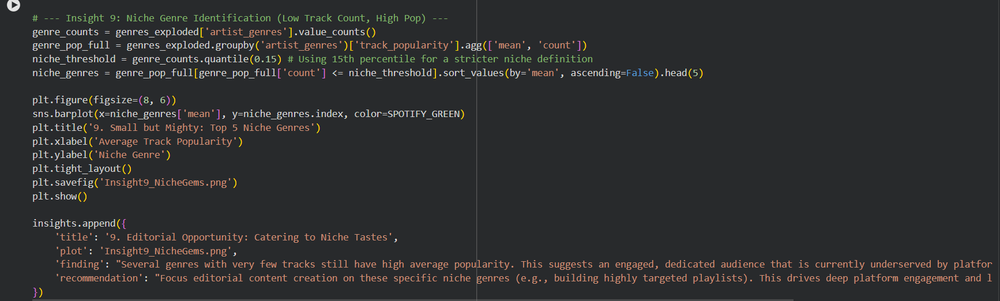 # --- Insight 9: Niche Genre Identification (Low Track Count, High Pop) ---
genre_counts = genres_exploded['artist_genres'].value_counts()
genre_pop_full = genres_exploded.groupby('artist_genres')['track_popularity'].agg(['mean', 'count'])
niche_threshold = genre_counts.quantile(0.15) # Using 15th percentile for a stricter niche definition
niche_genres = genre_pop_full[genre_pop_full['count'] <= niche_threshold].sort_values(by='mean', ascending=False).head(5)

plt.figure(figsize=(8, 6))
sns.barplot(x=niche_genres['mean'], y=niche_genres.index, color=SPOTIFY_GREEN)
plt.title('9. Small but Mighty: Top 5 Niche Genres')
plt.xlabel('Average Track Popularity')
plt.ylabel('Niche Genre')
plt.tight_layout()
plt.savefig('Insight9_NicheGems.png')
plt.show()

insights.append({
    'title': '9. Editorial Opportunity: Catering to Niche Tastes',
    'plot': 'Insight9_NicheGems.png',
    'finding': "Several genres with very few tracks still have high average popularity. This suggests an engaged, dedicated audience that is currently underserved by platfor
    'recommendation': "Focus editorial content creation on these specific niche genres (e.g., building highly targeted playlists). This drives deep platform engagement and l
})